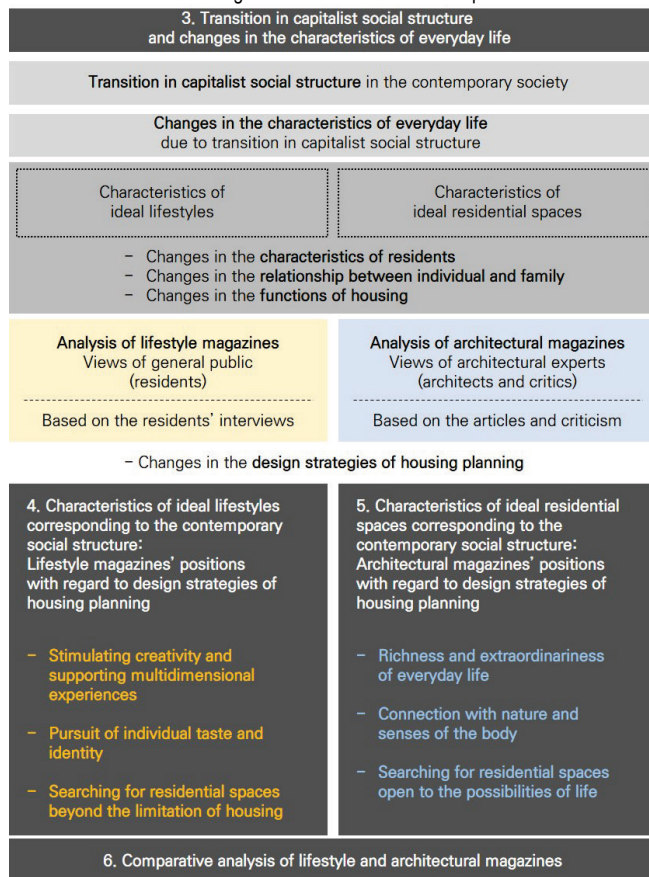 3. Transition in capitalist social structure
and changes in the characteristics of everyday life
Transition in capitalist social structure in the contemporary society
Changes in the characteristics of everyday life
due to transition in capitalist social structure
Characteristics of
ideal lifestyles
Characteristics of
ideal residential spaces
- Changes in the characteristics of residents
- Changes in the relationship between individual and family
- Changes in the functions of housing
Analysis of lifestyle magazines
Views of general public
(residents)
Based on the residents' interviews
Analysis of architectural magazines
Views of architectural experts
(architects and critics)
Based on the articles and criticism
- Changes in the design strategies of housing planning
4. Characteristics of ideal lifestyles
corresponding to the contemporary
social structure:
Lifestyle magazines' positions
with regard to design strategies of
housing planning
- Stimulating creativity and
supporting multidimensional
experiences
- Pursuit of individual taste and
identity
- Searching for residential spaces
beyond the limitation of housing
5. Characteristics of ideal residential
spaces corresponding to the
contemporary social structure:
Architectural magazines' positions
with regard to design strategies of
housing planning
- Richness and extraordinariness
of everyday life
- Connection with nature and
senses of the body
- Searching for residential spaces
open to the possibilities of life
6. Comparative analysis of lifestyle and architectural magazines